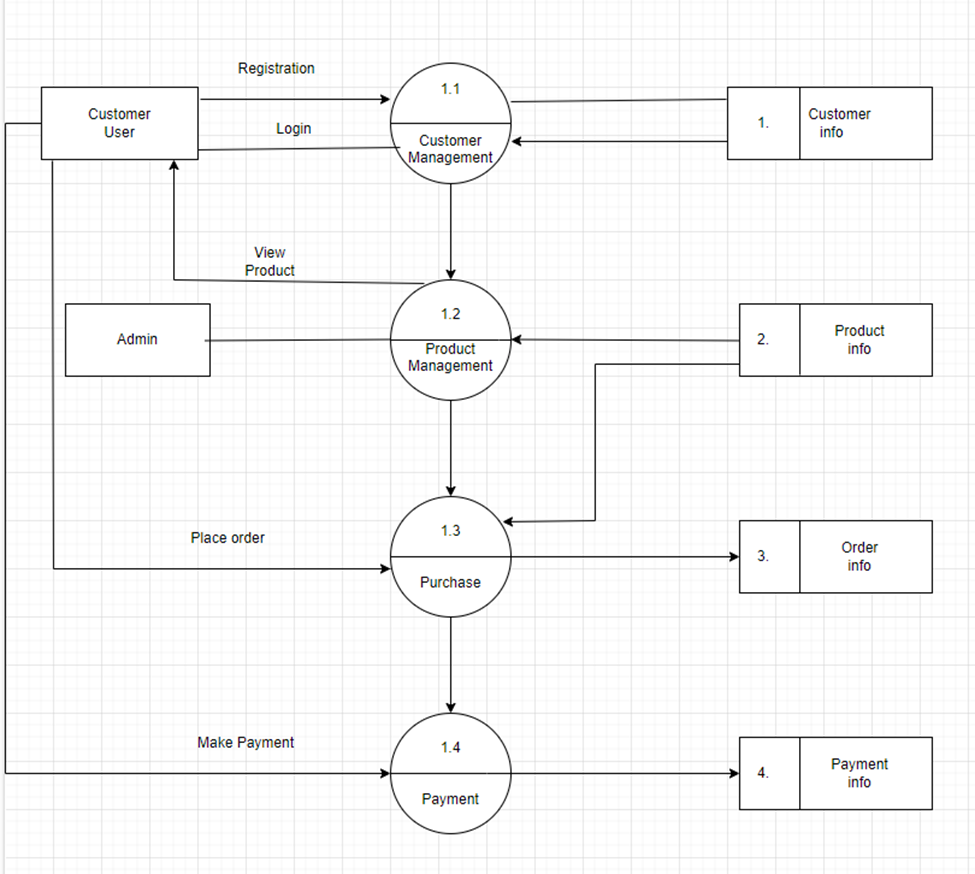 Registration
1.1
Customer
User
Login
Customer
Management
1.
Customer
info
View
Product
Admin
1.2
Product
Management
2.
Product
info
Place order
1.3
Purchase
3.
Order
info
Make Payment
1.4
Payment
4.
Payment
info